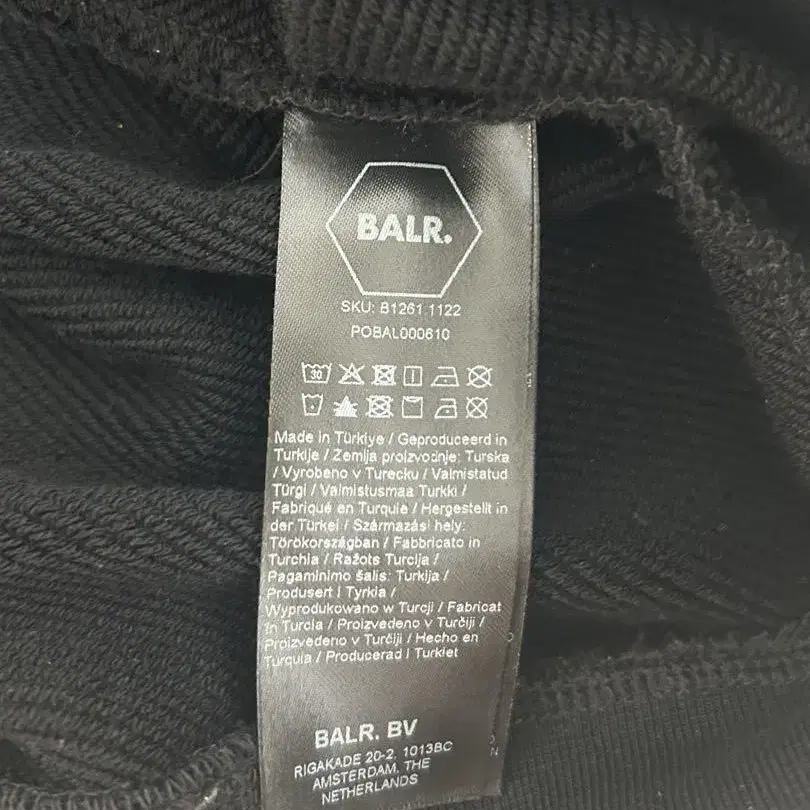 BALR.
SKU: B1261.1122
POBAL000610
30
Made in Türkiye / Geproduceerd in
Turkije / Zemlja proizvodnje: Turska
/ Vyrobeno v Turecku / Valmistatud
Türgi / Valmistusmaa Turkki /
Fabriqué en Turquie / Hergestellt in
der Türkei / Származási hely:
Törökországban / Fabbricato in
Turchia / Ražots Turcija /
Pagaminimo šalis: Turkija /
Produsert i Tyrkia /
Wyprodukowano w Turcji / Fabricat
în Turcia / Proizvedeno v Turčiji /
Proizvedeno v Turčiji / Hecho en
Turquía / Producerad i Turkiet
BALR. BV
RIGAKADE 20-2, 1013BC
AMSTERDAM, THE
NETHERLANDS